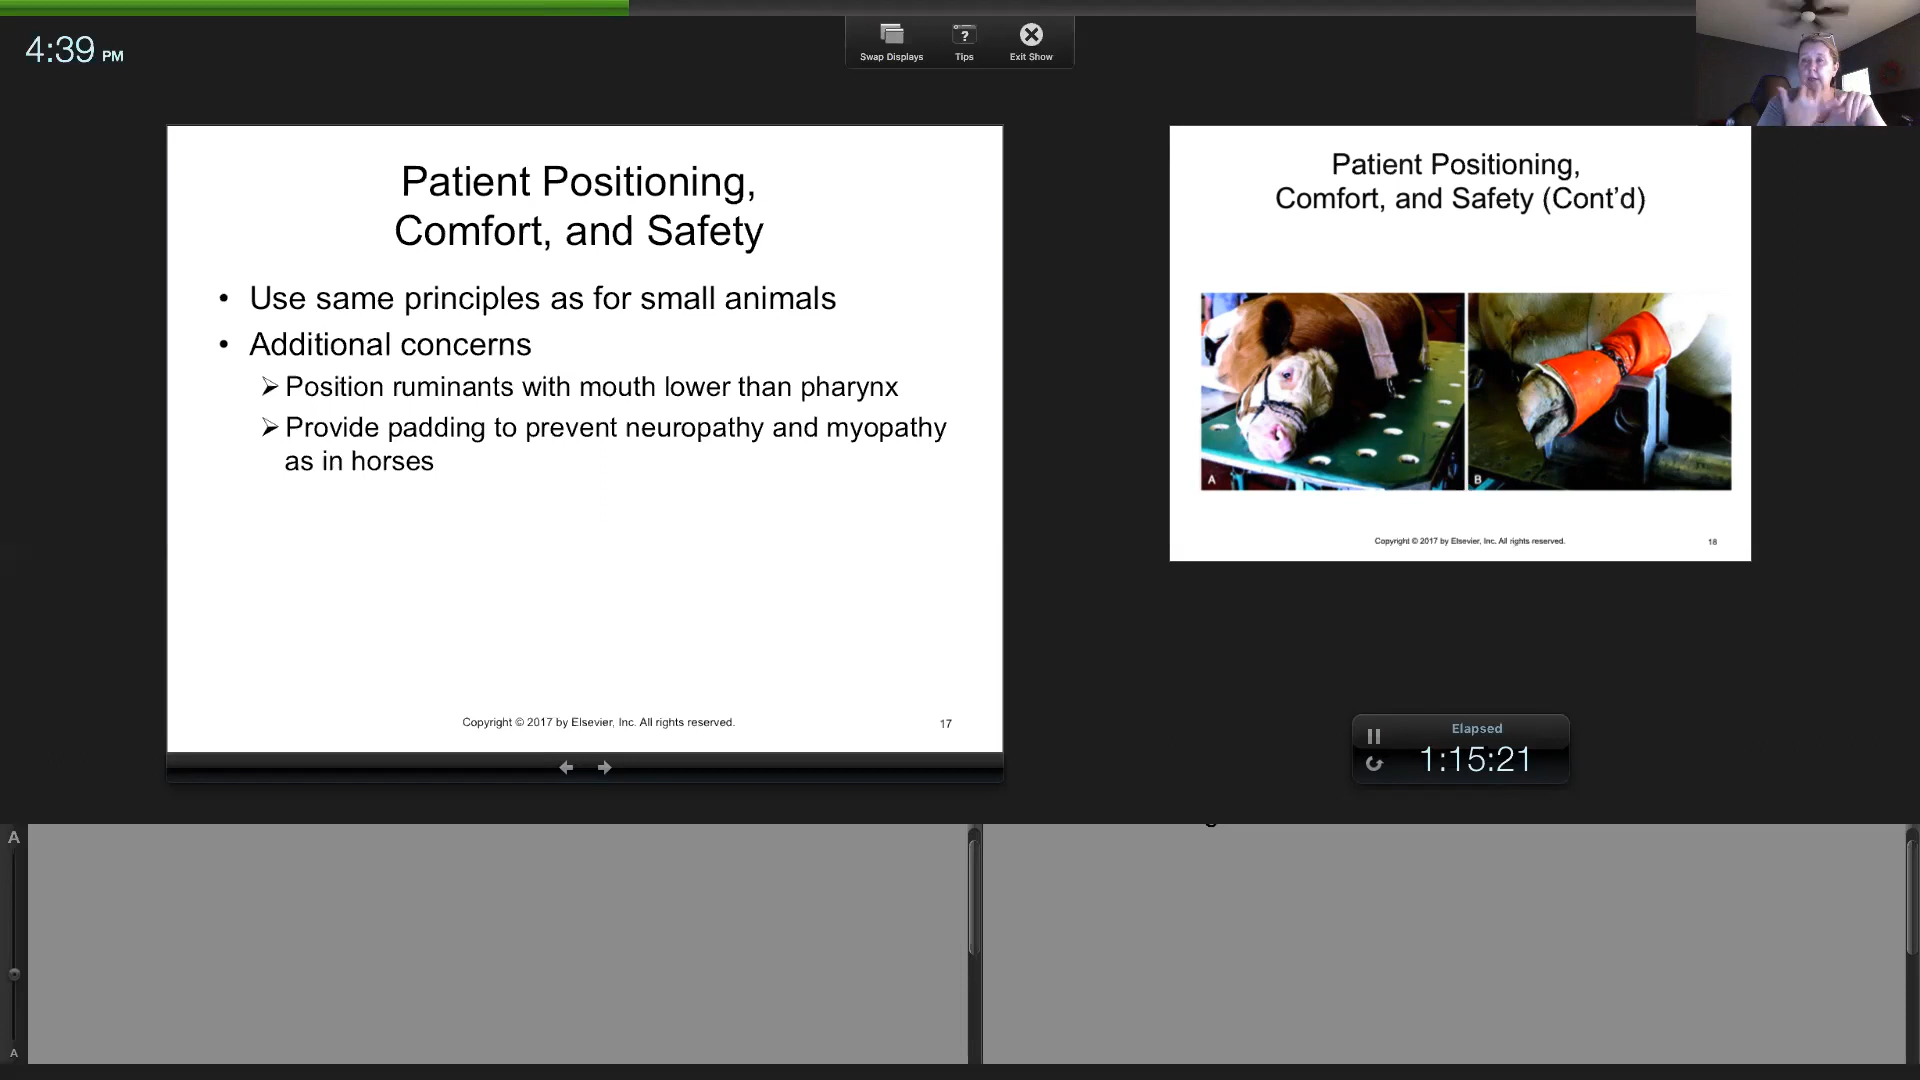 4:39 PM
Swap Displays
Tips
Exit Show
Patient Positioning,
Comfort, and Safety
• Use same principles as for small animals
• Additional concerns
➢ Position ruminants with mouth lower than pharynx
➢ Provide padding to prevent neuropathy and myopathy
as in horses
Copyright © 2017 by Elsevier, Inc. All rights reserved.
17
Patient Positioning,
Comfort, and Safety (Cont’d)
A
B
Copyright © 2017 by Elsevier, Inc. All rights reserved.
18
Elapsed
1:15:21
A
A